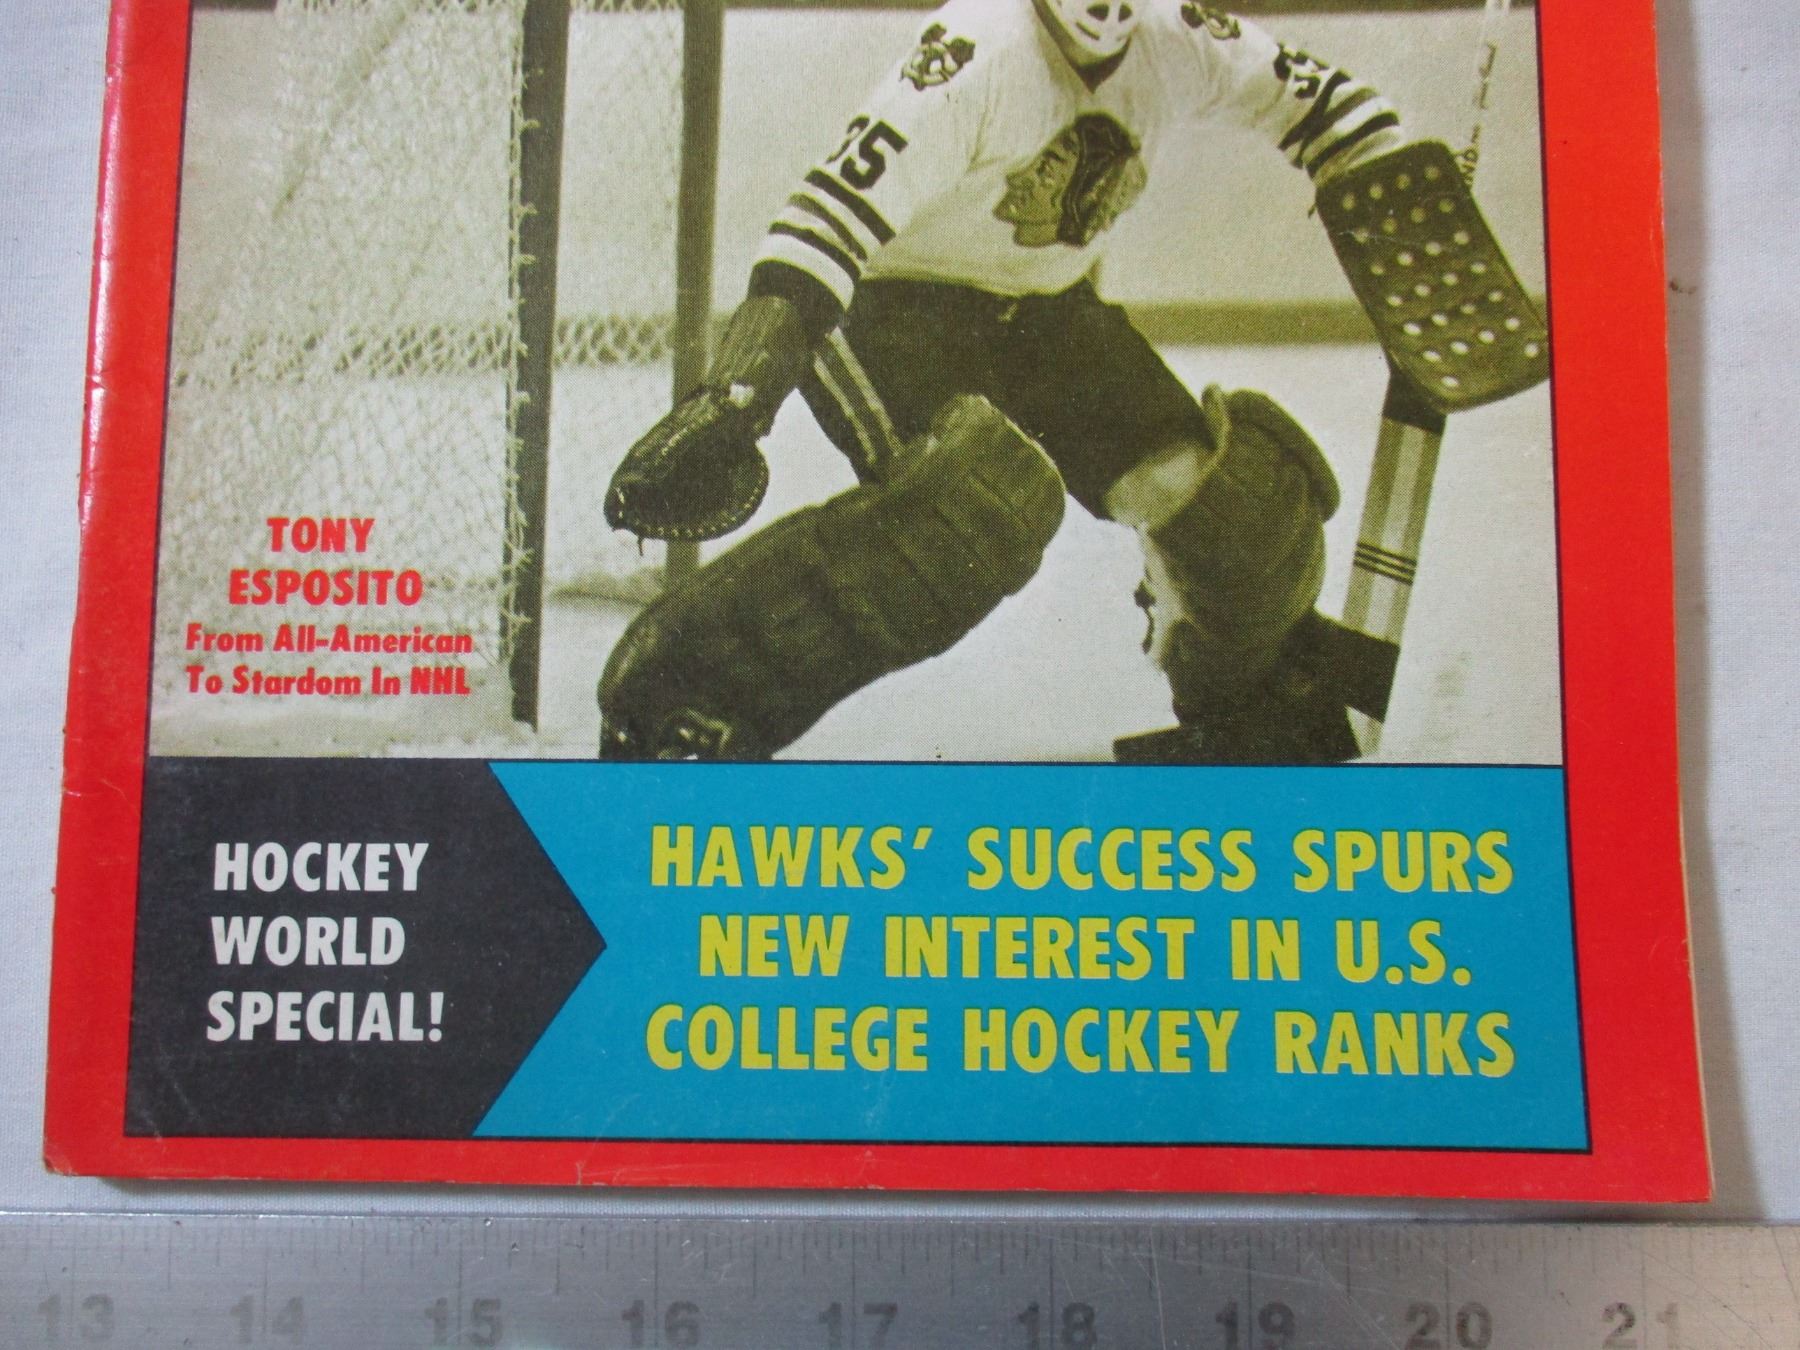 35
TONY
ESPOSITO
From All-American
To Stardom In NHL
HOCKEY
WORLD
SPECIAL!
HAWKS' SUCCESS SPURS
NEW INTEREST IN U.S.
COLLEGE HOCKEY RANKS
13 14 15 16 17 18 19 20 21